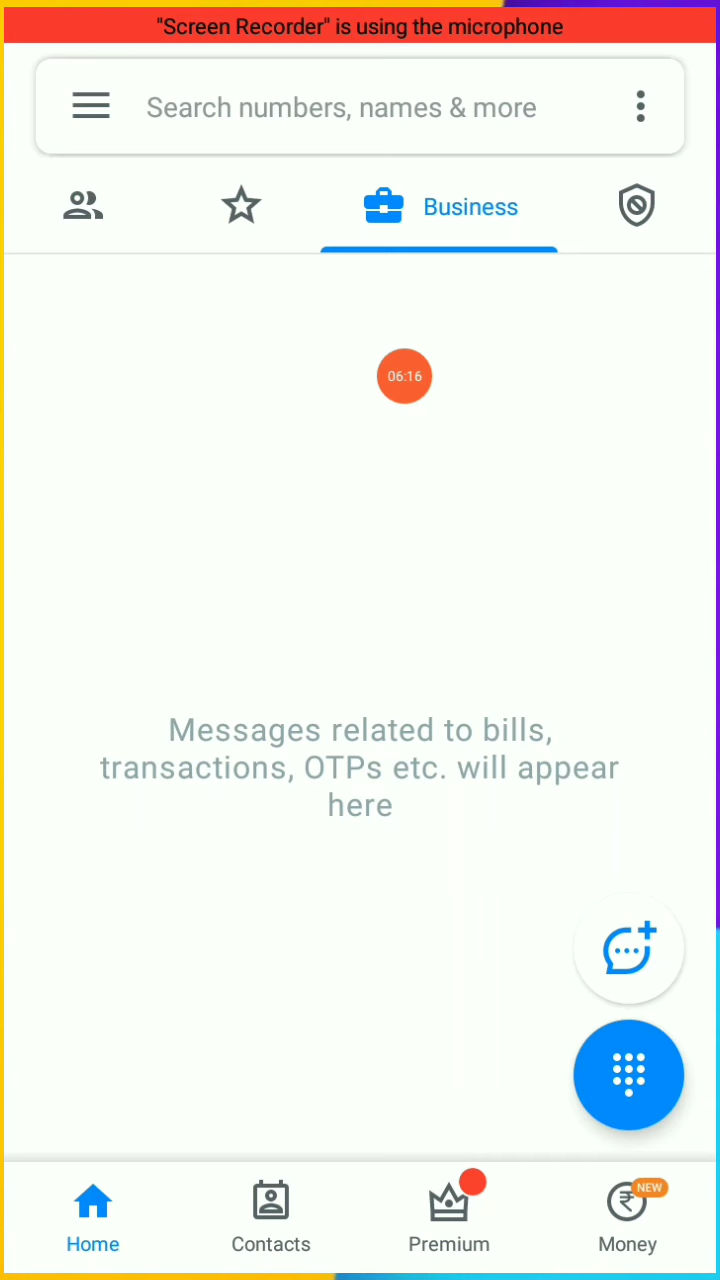 "Screen Recorder" is using the microphone
Search numbers, names & more
Business
06:16
Messages related to bills,
transactions, OTPs etc. will appear
here
NEW
Home
Contacts
Premium
Money